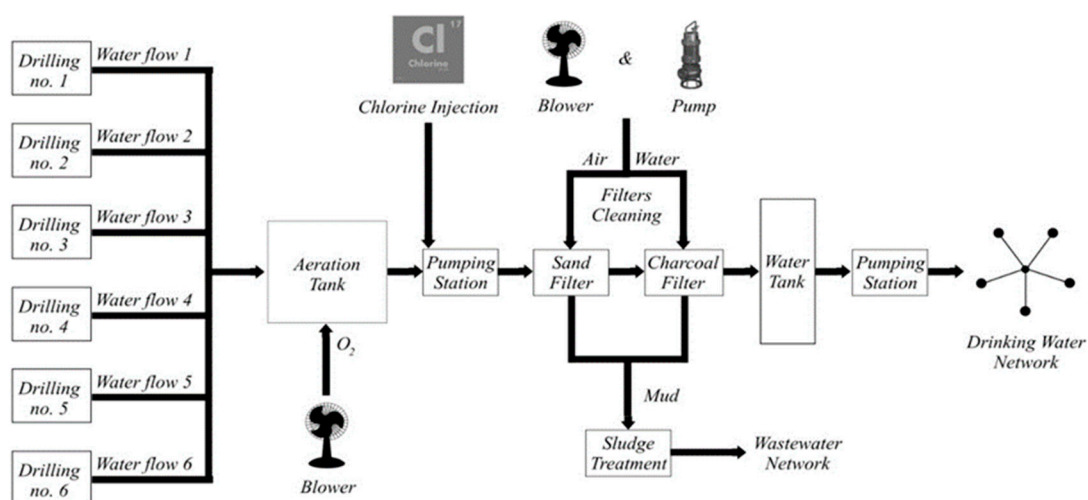 Drilling
no. 1
Water flow 1
Drilling
no. 2
Water flow 2
Drilling
no. 3
Water flow 3
Drilling
no. 4
Water flow 4
Drilling
no. 5
Water flow 5
Drilling
no. 6
Water flow 6
Aeration
Tank
O2
Blower
17
Cl
Chlorine
Chlorine Injection
Pumping
Station
Blower
&
Pump
Air
Water
Filters
Cleaning
Sand
Filter
Charcoal
Filter
Mud
Sludge
Treatment
Wastewater
Network
Water
Tank
Pumping
Station
Drinking Water
Network